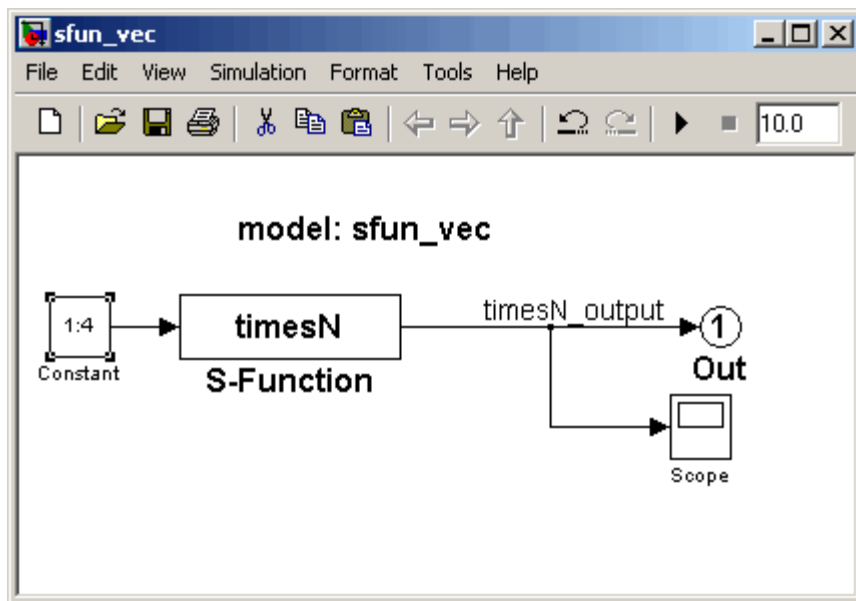 sfun_vec
File Edit View Simulation Format Tools Help
10.0
model: sfun_vec
1:4
Constant
timesN
S-Function
timesN_output
1
Out
Scope